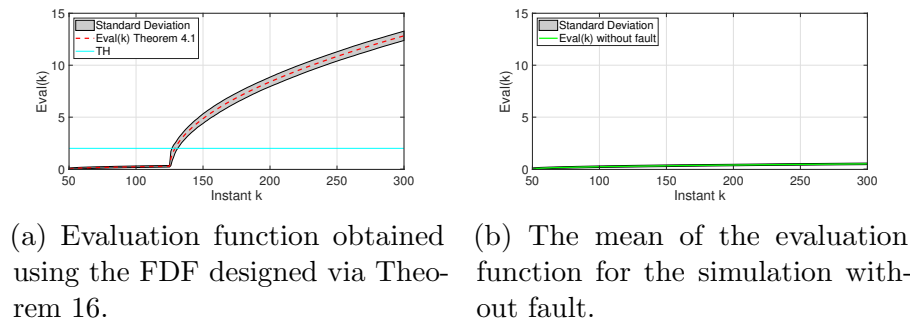 15
10
5
0
Eval(k)
Standard Deviation
Eval(k) Theorem 4.1
TH
50 100 150 200 250 300
Instant k
15
10
5
0
Eval(k)
Standard Deviation
Eval(k) without fault
50 100 150 200 250 300
Instant k
(a) Evaluation function obtained
using the FDF designed via Theo-
rem 16.
(b) The mean of the evaluation
function for the simulation with-
out fault.